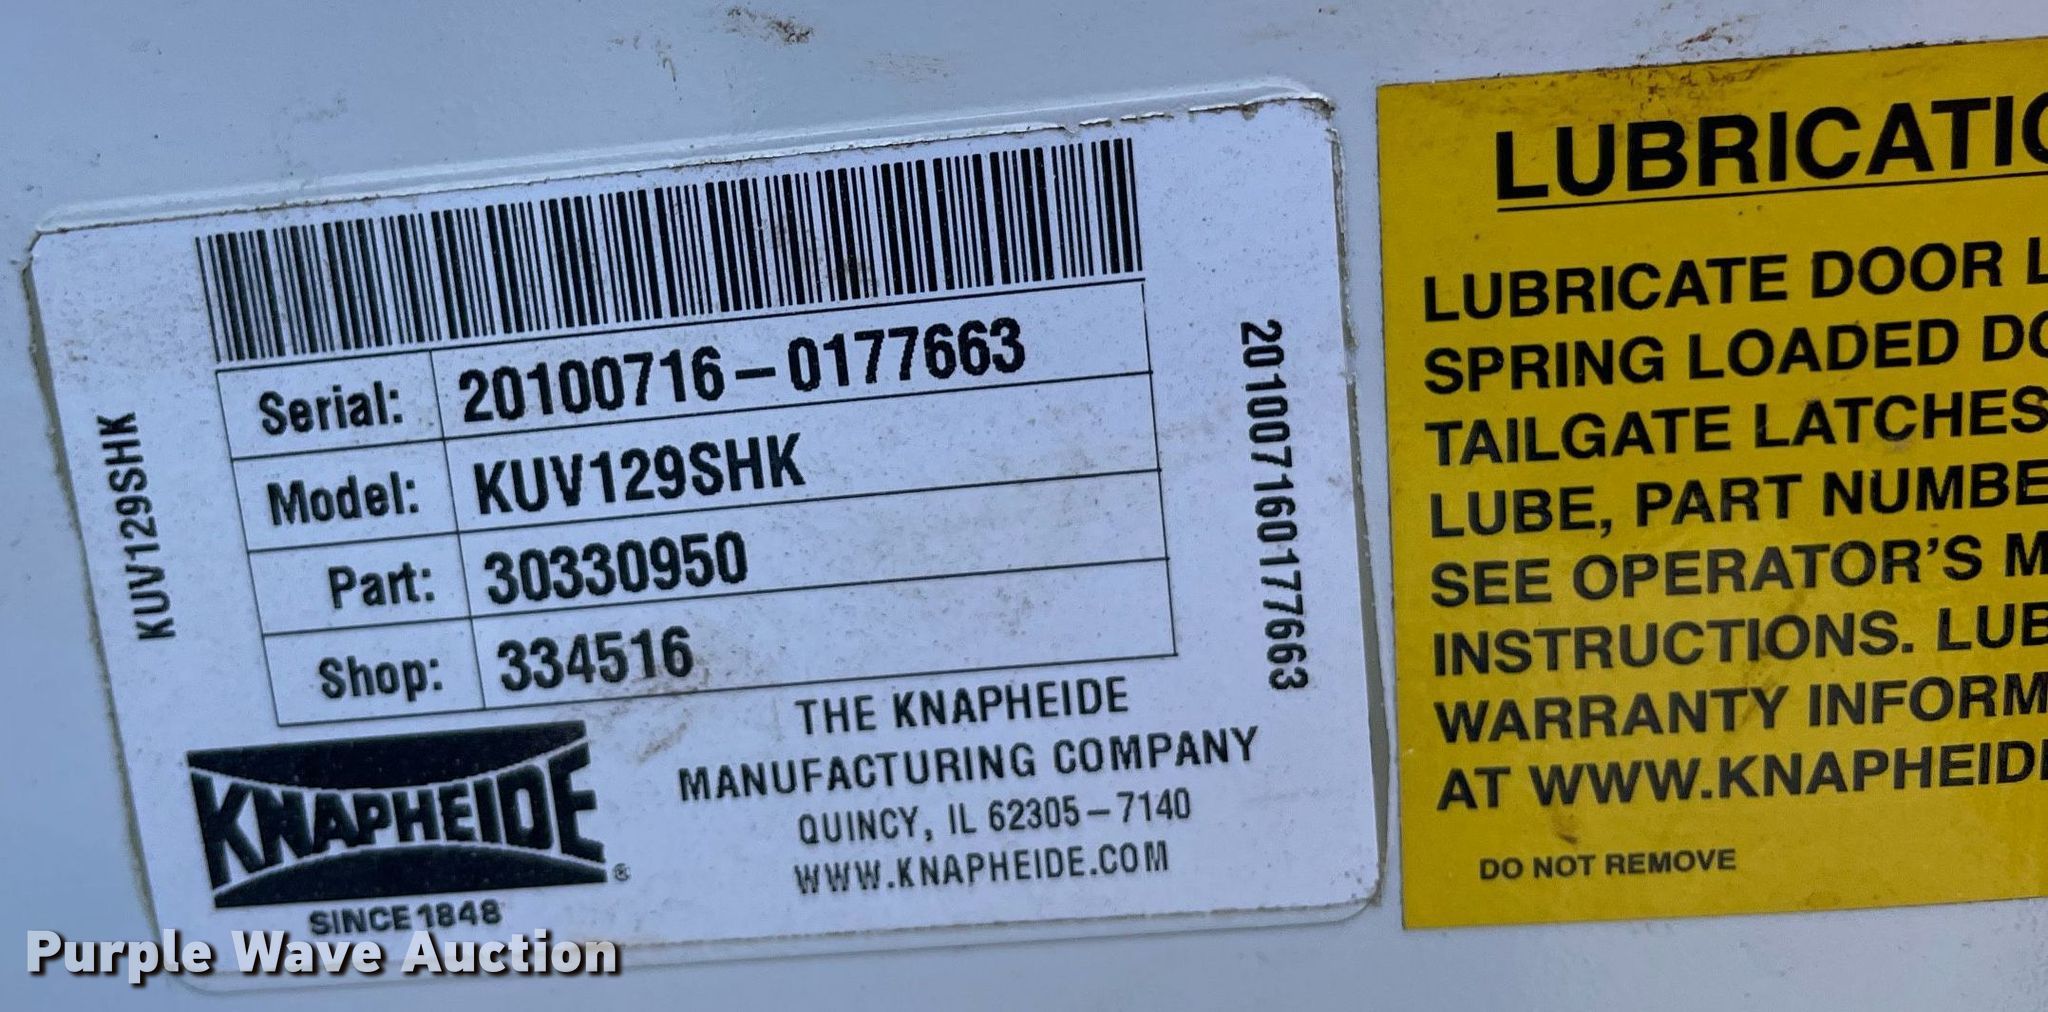 KUV129SHK
Serial: 20100716-0177663
Model: KUV129SHK
Part: 30330950
Shop: 334516
201007160177663
KNAPHEIDE®
SINCE 1848
THE KNAPHEIDE
MANUFACTURING COMPANY
QUINCY, IL 62305-7140
WWW.KNAPHEIDE.COM
LUBRICATIO
LUBRICATE DOOR L
SPRING LOADED DO
TAILGATE LATCHES
LUBE, PART NUMBE
SEE OPERATOR'S M
INSTRUCTIONS. LUB
WARRANTY INFORM
AT WWW.KNAPHEID
DO NOT REMOVE
Purple Wave Auction